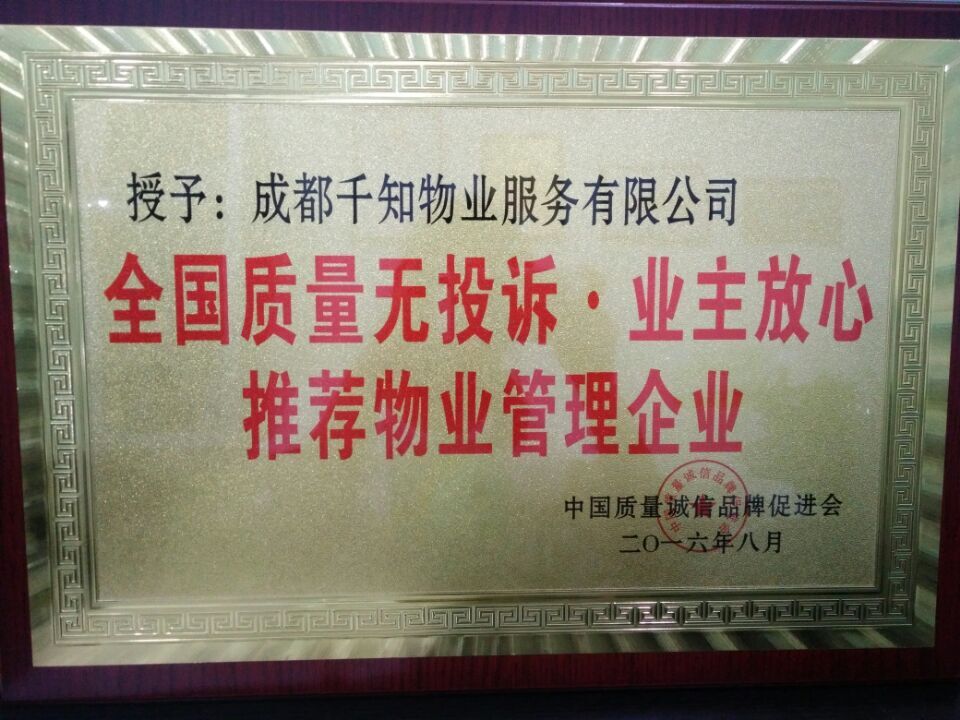 授予：成都千知物业服务有限公司
全国质量无投诉·业主放心
推荐物业管理企业
中国质量诚信品牌促进会
二〇一六年八月